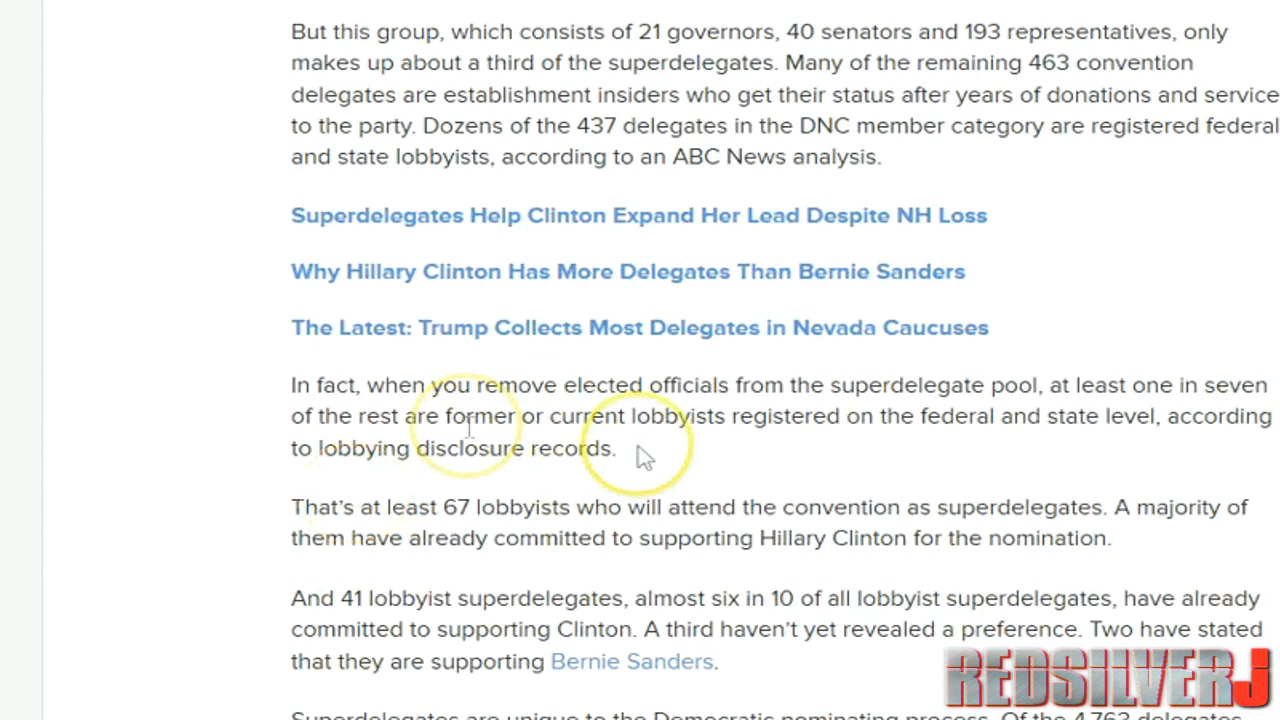 But this group, which consists of 21 governors, 40 senators and 193 representatives, only
makes up about a third of the superdelegates. Many of the remaining 463 convention
delegates are establishment insiders who get their status after years of donations and service
to the party. Dozens of the 437 delegates in the DNC member category are registered federal
and state lobbyists, according to an ABC News analysis.
Superdelegates Help Clinton Expand Her Lead Despite NH Loss
Why Hillary Clinton Has More Delegates Than Bernie Sanders
The Latest: Trump Collects Most Delegates in Nevada Caucuses
In fact, when you remove elected officials from the superdelegate pool, at least one in seven
of the rest are former or current lobbyists registered on the federal and state level, according
to lobbying disclosure records.
That's at least 67 lobbyists who will attend the convention as superdelegates. A majority of
them have already committed to supporting Hillary Clinton for the nomination.
And 41 lobbyist superdelegates, almost six in 10 of all lobbyist superdelegates, have already
committed to supporting Clinton. A third haven't yet revealed a preference. Two have stated
that they are supporting Bernie Sanders.
REDSILVERJ
Superdelegates are unique to the Democratic nominating process. Of the 4,763 delegates